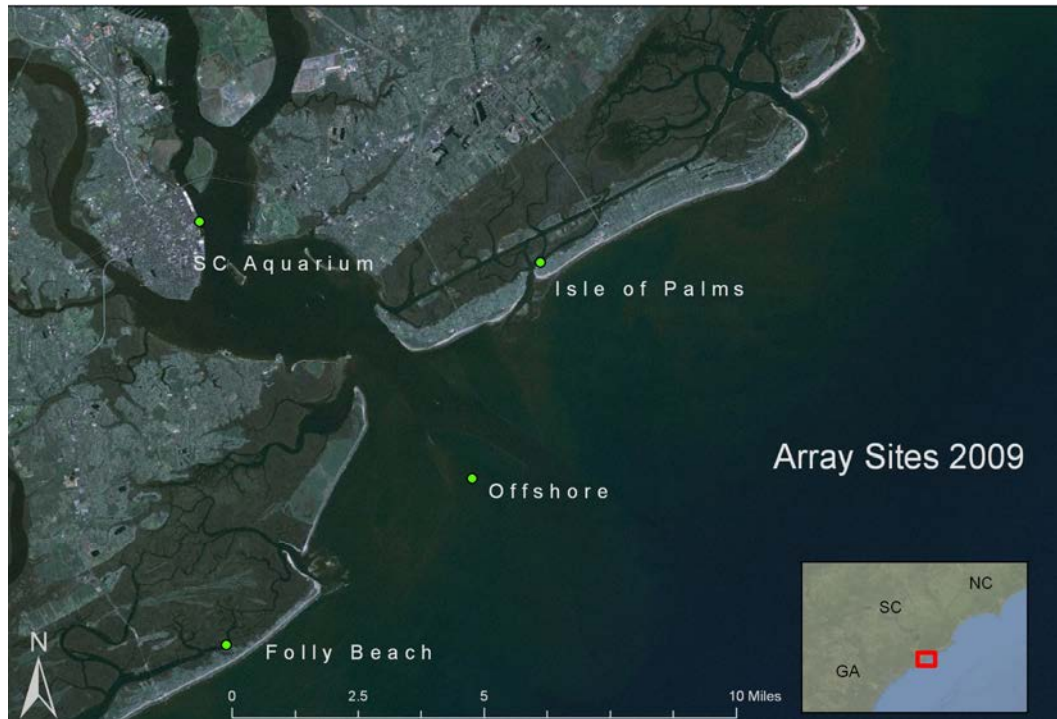 SC Aquarium
Isle of Palms
Array Sites 2009
Offshore
Folly Beach
N
0 2.5 5 10 Miles
NC
SC
GA